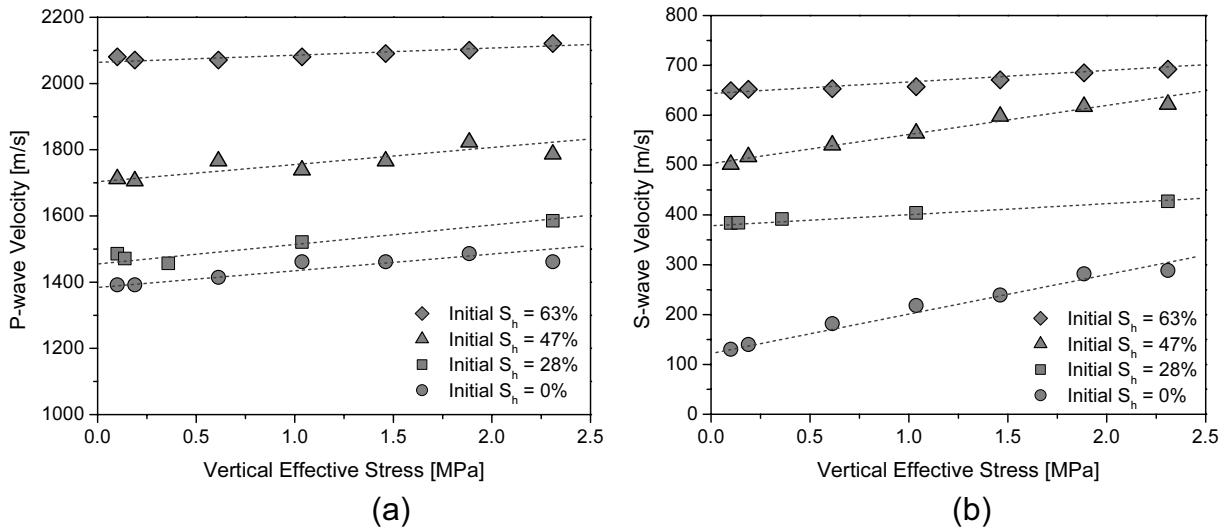 2200
2000
1800
1600
1400
1200
1000
P-wave Velocity [m/s]
Initial S_h = 63%
Initial S_h = 47%
Initial S_h = 28%
Initial S_h = 0%
0.0 0.5 1.0 1.5 2.0 2.5
Vertical Effective Stress [MPa]
(a)
800
700
600
500
400
300
200
100
0
S-wave Velocity [m/s]
Initial S_h = 63%
Initial S_h = 47%
Initial S_h = 28%
Initial S_h = 0%
0.0 0.5 1.0 1.5 2.0 2.5
Vertical Effective Stress [MPa]
(b)